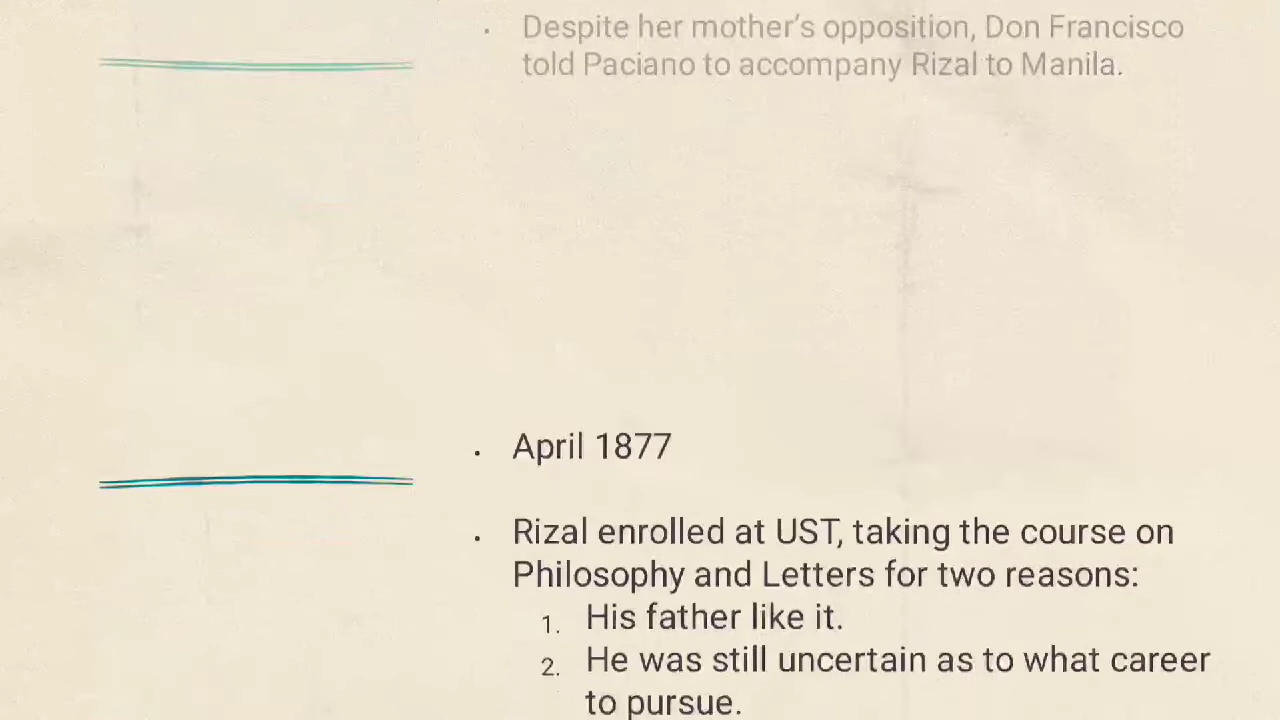 • Despite her mother’s opposition, Don Francisco
told Paciano to accompany Rizal to Manila.
• April 1877
• Rizal enrolled at UST, taking the course on
Philosophy and Letters for two reasons:
1. His father like it.
2. He was still uncertain as to what career
to pursue.